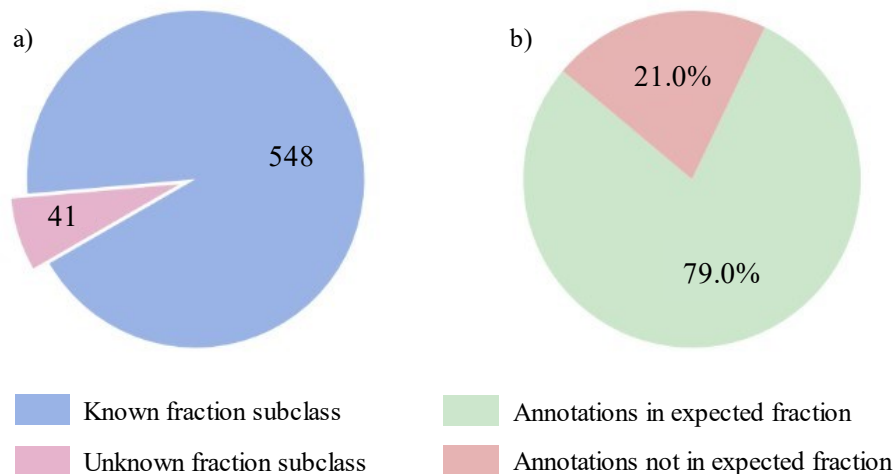 a)
548
41
Known fraction subclass
Unknown fraction subclass
b)
21.0%
79.0%
Annotations in expected fraction
Annotations not in expected fraction